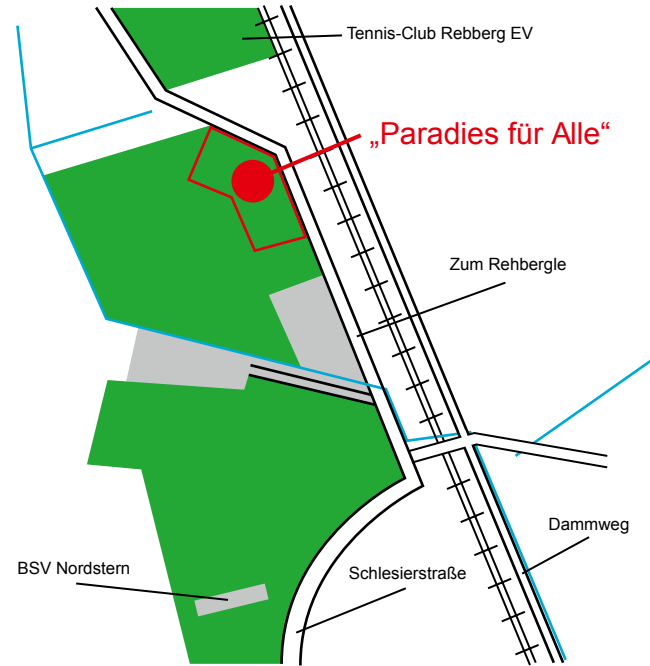 Tennis-Club Rebberg EV
„Paradies für Alle“
Zum Rehbergle
Dammweg
BSV Nordstern
Schlesierstraße